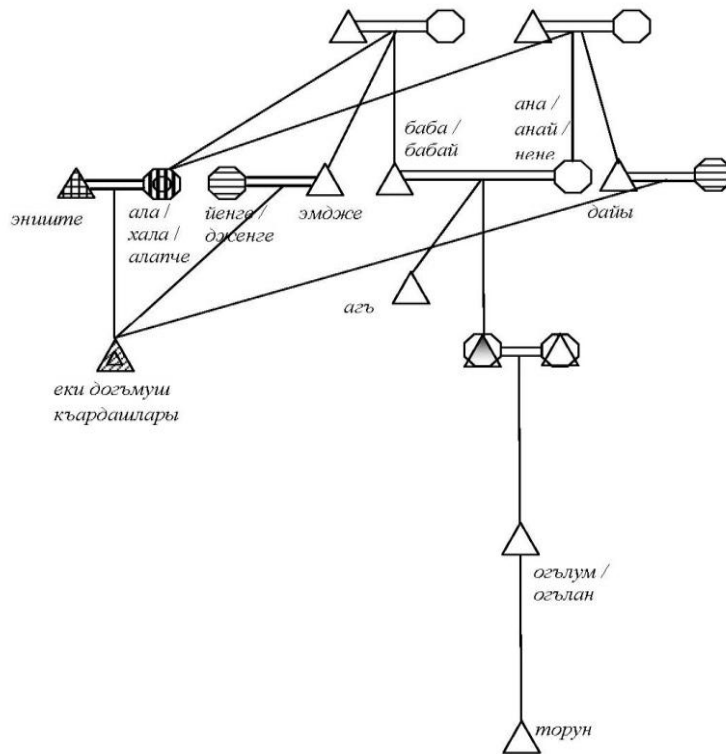 баба /
бабай
ана /
анай /
нене
эниште
ала /
хала /
алапче
йенге /
дженге
эмдже
дайы
агъ
еки догъмуш
къардашлары
огълум /
огълан
торун